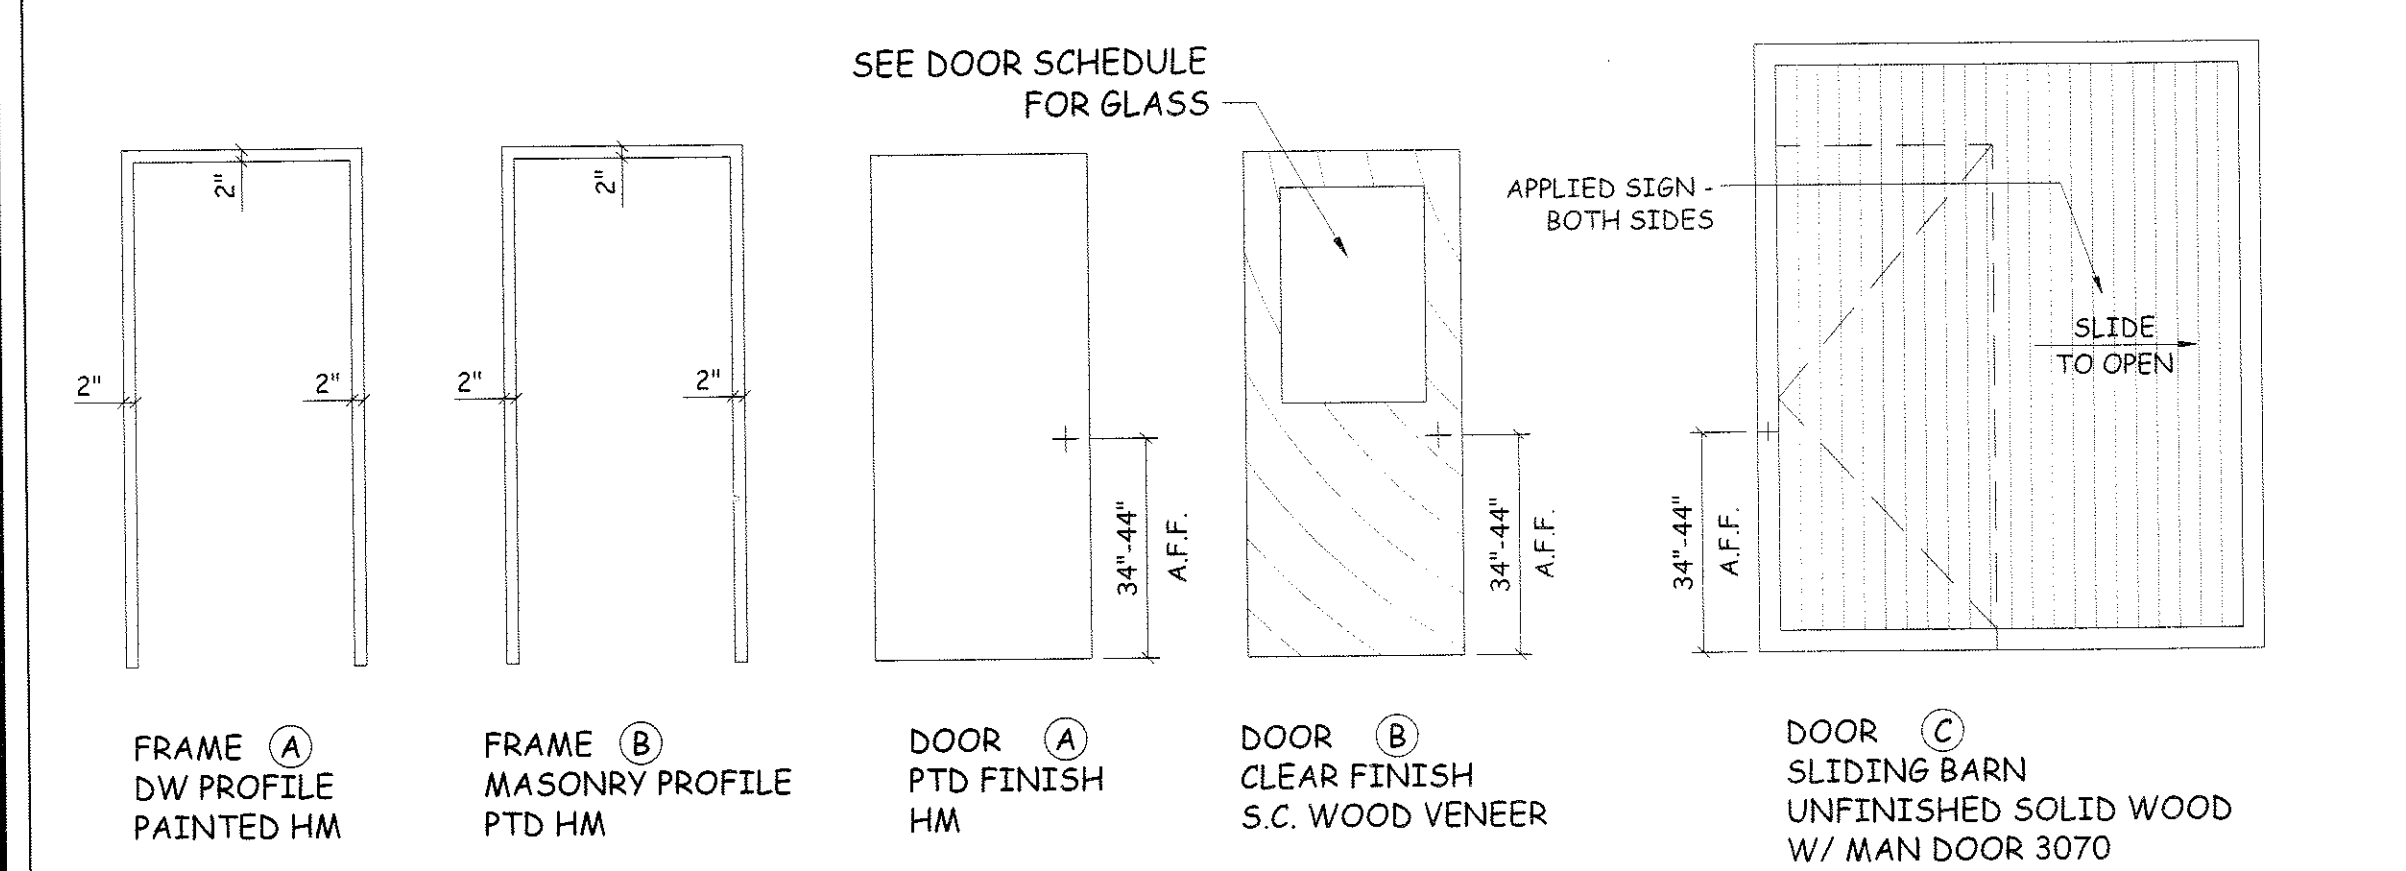 SEE DOOR SCHEDULE
FOR GLASS
APPLIED SIGN -
BOTH SIDES
2"
2"
2"
2"
2"
2"
SLIDE
TO OPEN
34"-44"
A.F.F.
34"-44"
A.F.F.
34"-44"
A.F.F.
FRAME A
DW PROFILE
PAINTED HM
FRAME B
MASONRY PROFILE
PTD HM
DOOR A
PTD FINISH
HM
DOOR B
CLEAR FINISH
S.C. WOOD VENEER
DOOR C
SLIDING BARN
UNFINISHED SOLID WOOD
W/ MAN DOOR 3070